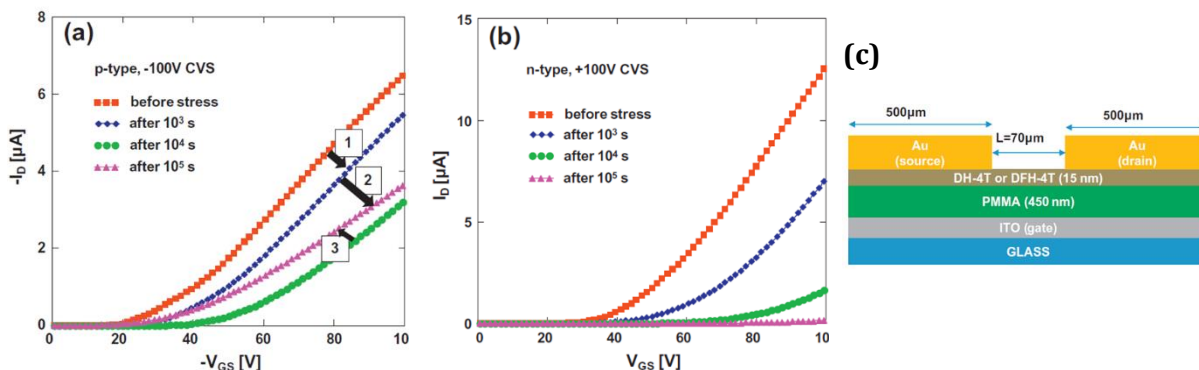 (a)
p-type, -100V CVS
before stress
after 10³ s
after 10⁴ s
after 10⁵ s
1
2
3
8
6
4
2
0
-I_D [μA]
0 20 40 60 80 10
-V_GS [V]
(b)
n-type, +100V CVS
before stress
after 10³ s
after 10⁴ s
after 10⁵ s
15
10
5
0
I_D [μA]
0 20 40 60 80 10
V_GS [V]
(c)
500μm
L=70μm
500μm
Au
(source)
Au
(drain)
DH-4T or DFH-4T (15 nm)
PMMA (450 nm)
ITO (gate)
GLASS